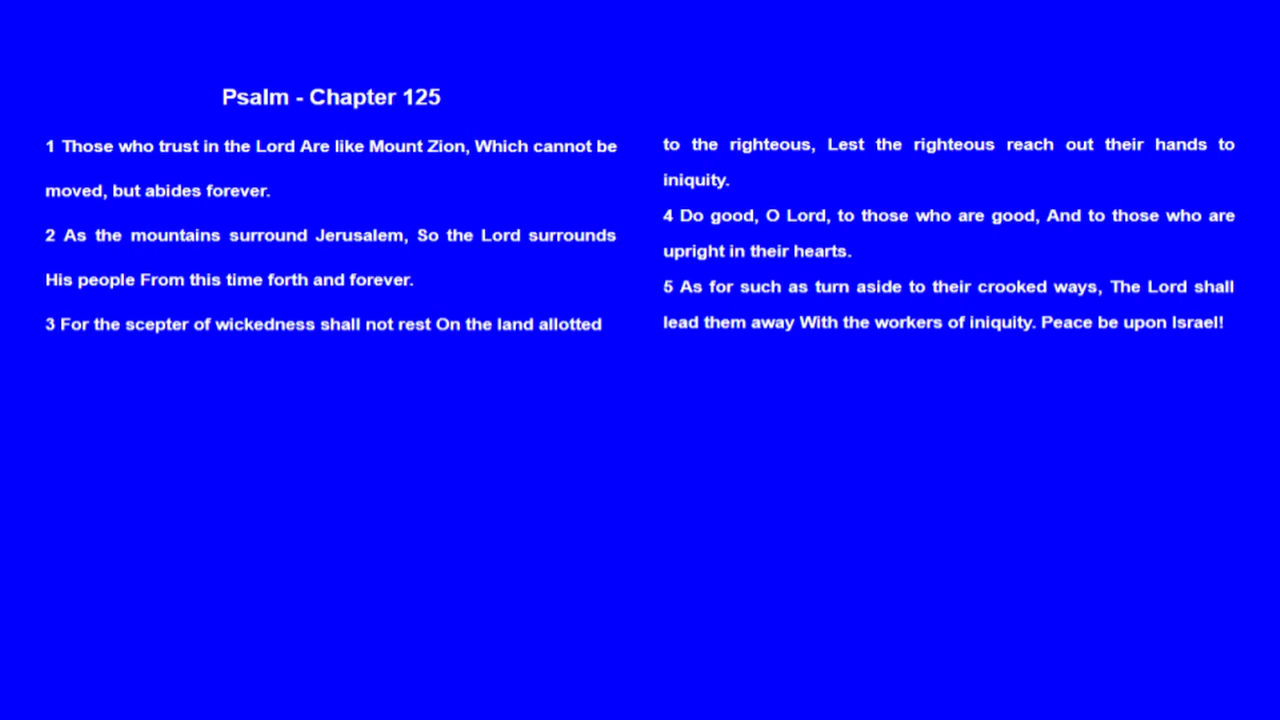 Psalm - Chapter 125
1 Those who trust in the Lord Are like Mount Zion, Which cannot be
moved, but abides forever.
2 As the mountains surround Jerusalem, So the Lord surrounds
His people From this time forth and forever.
3 For the scepter of wickedness shall not rest On the land allotted
to the righteous, Lest the righteous reach out their hands to
iniquity.
4 Do good, O Lord, to those who are good, And to those who are
upright in their hearts.
5 As for such as turn aside to their crooked ways, The Lord shall
lead them away With the workers of iniquity. Peace be upon Israel!